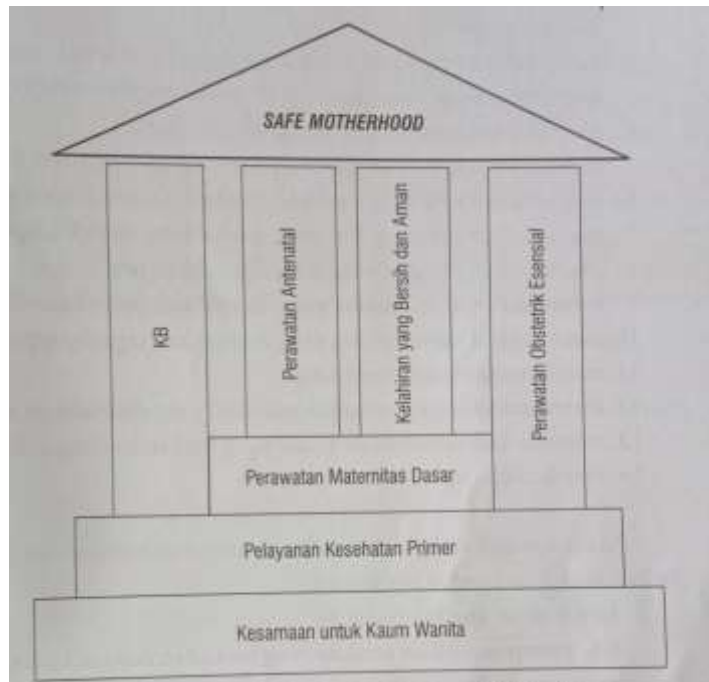 SAFE MOTHERHOOD
KB
Perawatan Antenatal
Kelahiran yang Bersih dan Aman
Perawatan Obstetrik Esensial
Perawatan Maternitas Dasar
Pelayanan Kesehatan Primer
Kesamaan untuk Kaum Wanita